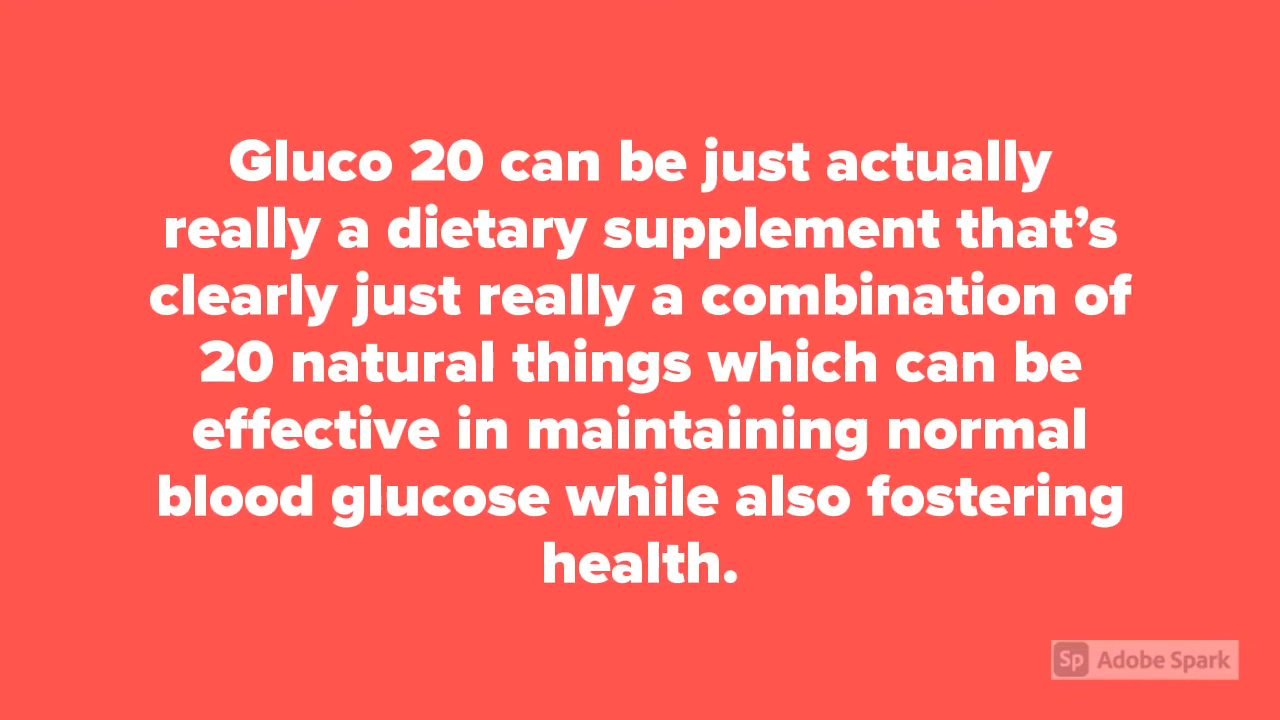 Gluco 20 can be just actually
really a dietary supplement that’s
clearly just really a combination of
20 natural things which can be
effective in maintaining normal
blood glucose while also fostering
health.
Sp Adobe Spark